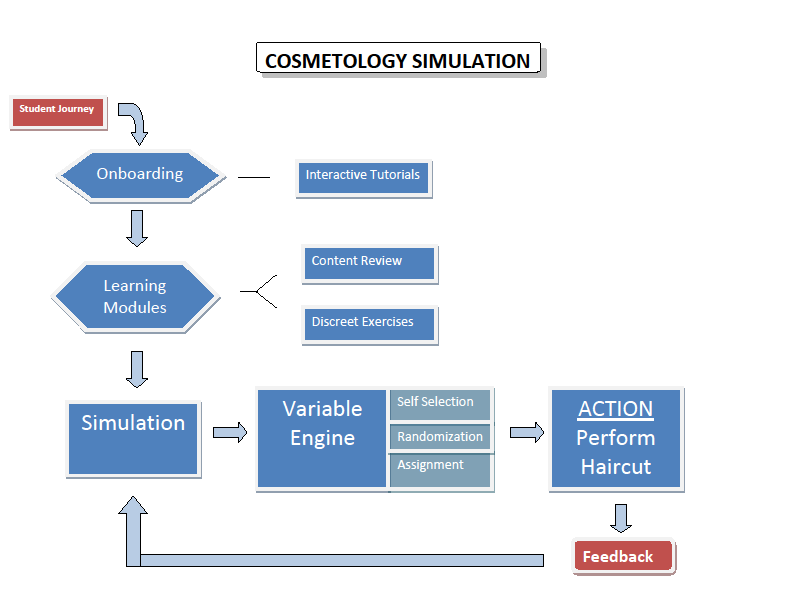 COSMETOLOGY SIMULATION
Student Journey
Onboarding
Interactive Tutorials
Learning
Modules
Content Review
Discreet Exercises
Simulation
Variable
Engine
Self Selection
Randomization
Assignment
ACTION
Perform
Haircut
Feedback